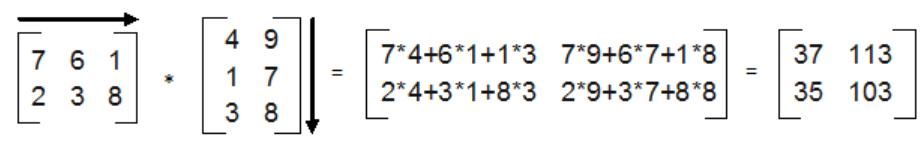 7 6 1 * 4 9 = 7*4+6*1+1*3 7*9+6*7+1*8 = 37 113
2 3 8 1 7 2*4+3*1+8*3 2*9+3*7+8*8 35 103
3 8